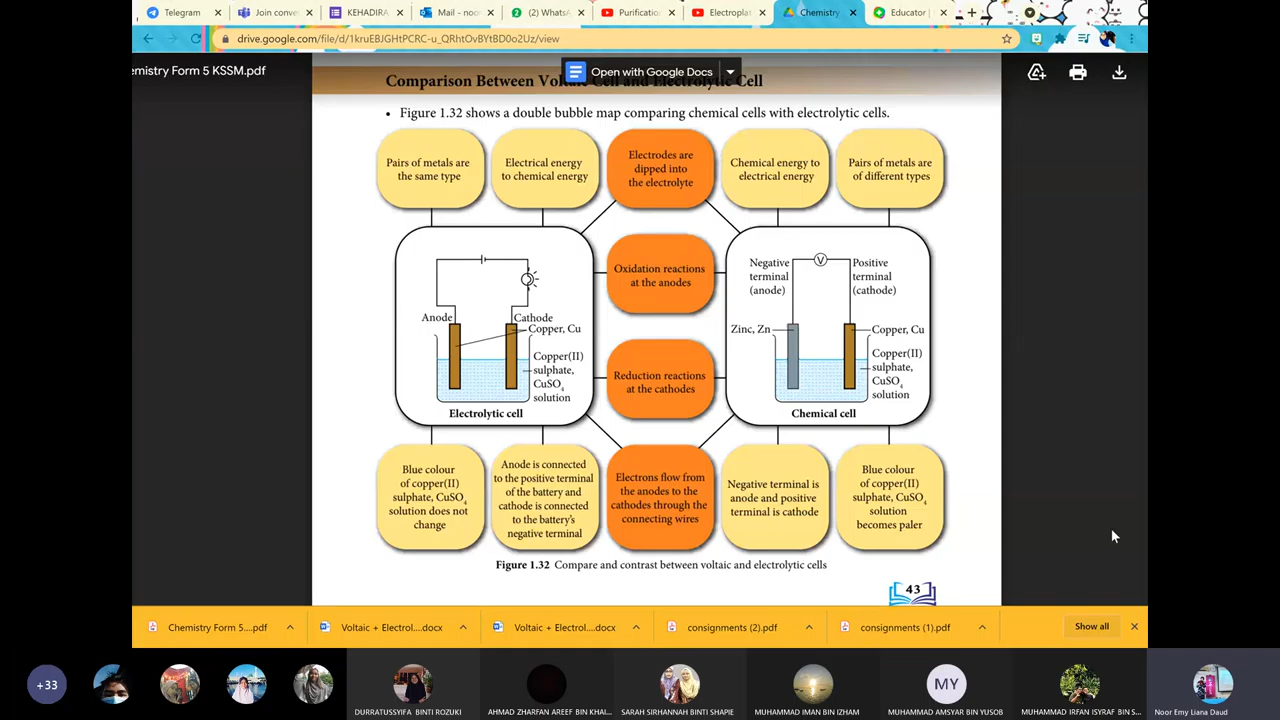 Telegram
Join conve
KEHADIRA
Mail - noo
(2) WhatsA
Purification
Electroplat
Chemistry
Educator
drive.google.com/file/d/1kruEBJGHtPCRC-u_QRhtOvBYtBD0o2Uz/view
emistry Form 5 KSSM.pdf
Open with Google Docs
Comparison Between Voltaic Cell and Electrolytic Cell
• Figure 1.32 shows a double bubble map comparing chemical cells with electrolytic cells.
Pairs of metals are
the same type
Electrical energy
to chemical energy
Electrodes are
dipped into
the electrolyte
Chemical energy to
electrical energy
Pairs of metals are
of different types
Anode
Cathode
Copper, Cu
Copper(II)
sulphate,
CuSO4
solution
Electrolytic cell
Oxidation reactions
at the anodes
Reduction reactions
at the cathodes
Negative
terminal
(anode)
V
Positive
terminal
(cathode)
Zinc, Zn
Copper, Cu
Copper(II)
sulphate,
CuSO4
solution
Chemical cell
Blue colour
of copper(II)
sulphate, CuSO4
solution does not
change
Anode is connected
to the positive terminal
of the battery and
cathode is connected
to the battery's
negative terminal
Electrons flow from
the anodes to the
cathodes through the
connecting wires
Negative terminal is
anode and positive
terminal is cathode
Blue colour
of copper(II)
sulphate, CuSO4
solution
becomes paler
Figure 1.32 Compare and contrast between voltaic and electrolytic cells
43
Chemistry Form 5....pdf
Voltaic + Electrol....docx
Voltaic + Electrol....docx
consignments (2).pdf
consignments (1).pdf
Show all
+33
DURRATUSSYIFA BINTI ROZUKI
AHMAD ZHARFAN AREEF BIN KHAI...
SARAH SIRHANNAH BINTI SHAPIE
MUHAMMAD IMAN BIN IZHAM
MY
MUHAMMAD AMSYAR BIN YUSOB
MUHAMMAD IRFAN ISYRAF BIN S...
Noor Emy Liana Daud